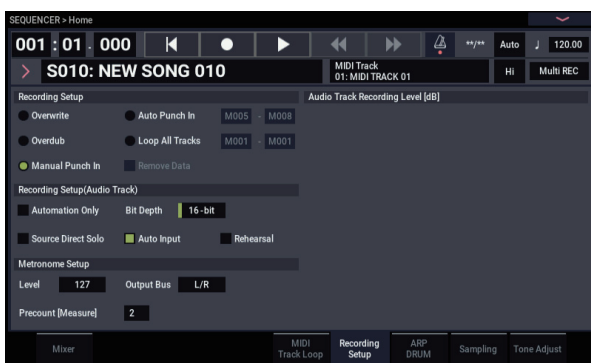 SEQUENCER > Home
001 : 01 . 000 **/** Auto ♩ 120.00
S010: NEW SONG 010
MIDI Track
01: MIDI TRACK 01
Hi Multi REC
Recording Setup Audio Track Recording Level [dB]
Overwrite Auto Punch In M005 - M008
Overdub Loop All Tracks M001 - M001
Manual Punch In Remove Data
Recording Setup(Audio Track)
Automation Only Bit Depth 16-bit
Source Direct Solo Auto Input Rehearsal
Metronome Setup
Level 127 Output Bus L/R
Precount [Measure] 2
Mixer
MIDI
Track Loop
Recording
Setup
ARP
DRUM
Sampling
Tone Adjust